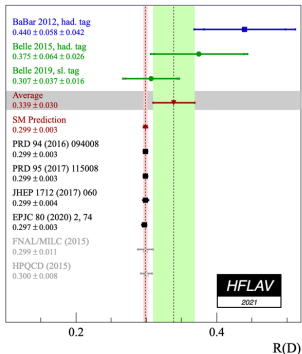 BaBar 2012, had. tag
0.440 ± 0.058 ± 0.042
Belle 2015, had. tag
0.375 ± 0.064 ± 0.026
Belle 2019, sl. tag
0.307 ± 0.037 ± 0.016
Average
0.339 ± 0.030
SM Prediction
0.299 ± 0.003
PRD 94 (2016) 094008
0.299 ± 0.003
PRD 95 (2017) 115008
0.299 ± 0.003
JHEP 1712 (2017) 060
0.299 ± 0.004
EPJC 80 (2020) 2, 74
0.297 ± 0.003
FNAL/MILC (2015)
0.299 ± 0.011
HPQCD (2015)
0.300 ± 0.008
HFLAV
2021
0.2 0.4
R(D)